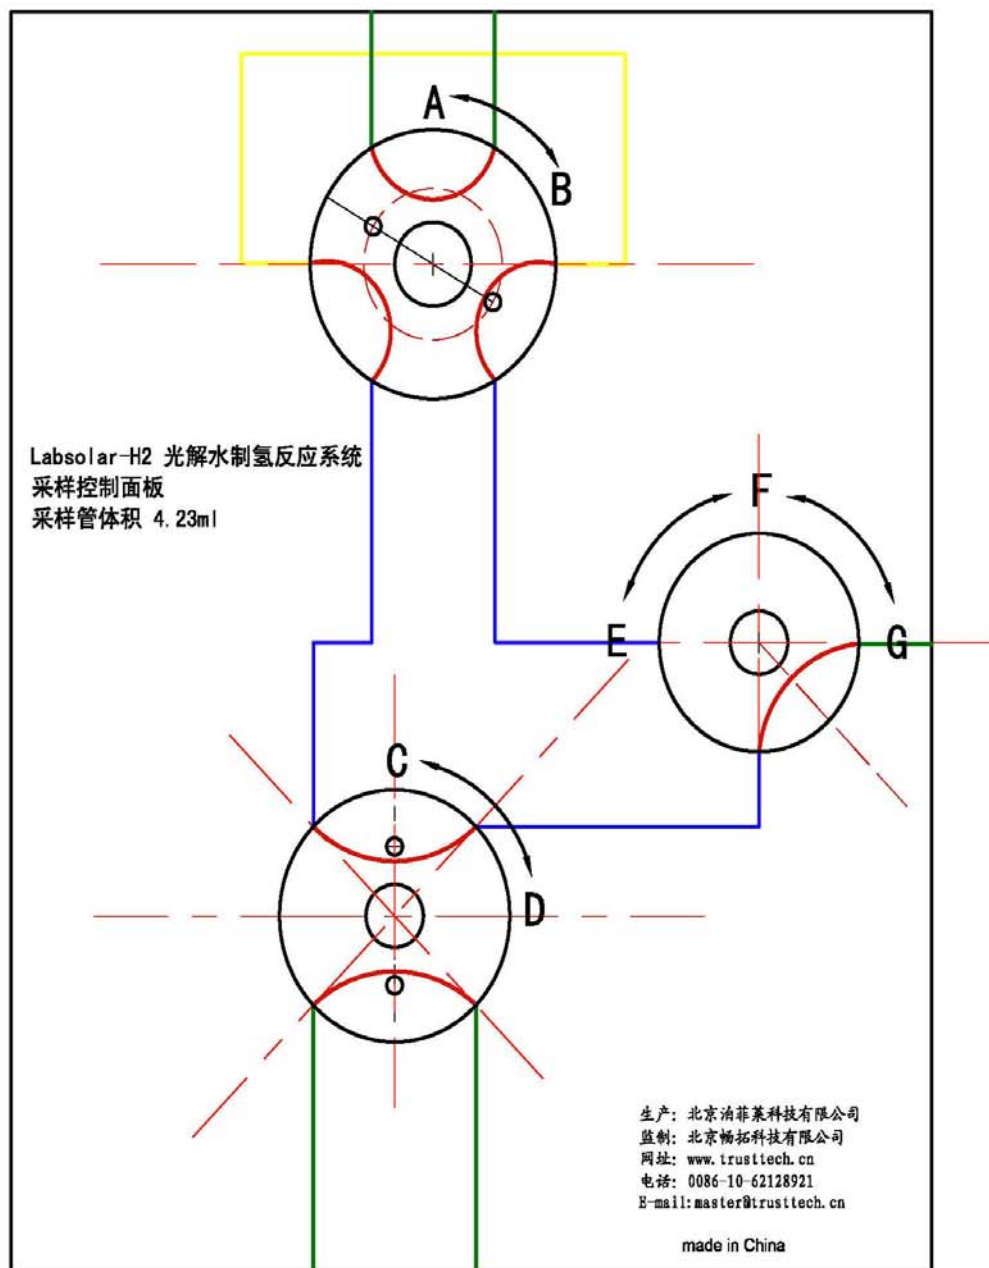 A
B
Labsolar-H2 光解水制氢反应系统
采样控制面板
采样管体积 4.23ml
F
E
G
C
D
生产: 北京泊菲莱科技有限公司
监制: 北京畅拓科技有限公司
网址: www.trusttech.cn
电话: 0086-10-62128921
E-mail:master@trusttech.cn
made in China